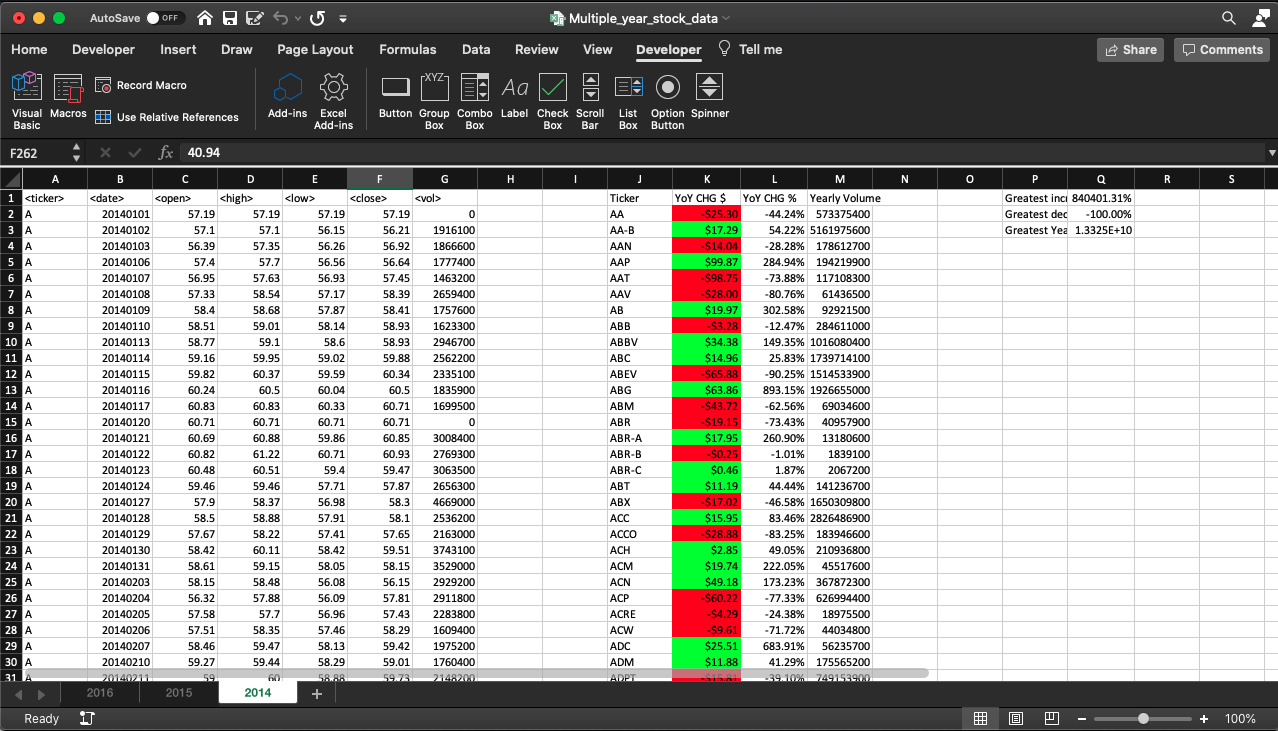 AutoSave OFF Multiple_year_stock_data
Home Developer Insert Draw Page Layout Formulas Data Review View Developer Tell me Share Comments
Visual Basic Macros Record Macro Use Relative References Add-ins Excel Add-ins Button Group Box Combo Box Label Check Box Scroll Bar List Box Option Button Spinner
XYZ Aa
F262 fx 40.94
A B C D E F G H I J K L M N O P Q R S
1 <ticker> <date> <open> <high> <low> <close> <vol> Ticker YoY CHG $ YoY CHG % Yearly Volume Greatest incr 840401.31%
2 A 20140101 57.19 57.19 57.19 57.19 0 AA -$25.30 -44.24% 573375400 Greatest dec -100.00%
3 A 20140102 57.1 57.1 56.15 56.21 1916100 AA-B $17.29 54.22% 5161975600 Greatest Yea 1.3325E+10
4 A 20140103 56.39 57.35 56.26 56.92 1866600 AAN -$14.04 -28.28% 178612700
5 A 20140106 57.4 57.7 56.56 56.64 1777400 AAP $99.87 284.94% 194219900
6 A 20140107 56.95 57.63 56.93 57.45 1463200 AAT -$98.75 -73.88% 117108300
7 A 20140108 57.33 58.54 57.17 58.39 2659400 AAV -$28.00 -80.76% 61436500
8 A 20140109 58.4 58.68 57.87 58.41 1757600 AB $19.97 302.58% 92921500
9 A 20140110 58.51 59.01 58.14 58.93 1623300 ABB -$3.28 -12.47% 284611000
10 A 20140113 58.77 59.1 58.6 58.93 2946700 ABBV $34.38 149.35% 1016080400
11 A 20140114 59.16 59.95 59.02 59.88 2562200 ABC $14.96 25.83% 1739714100
12 A 20140115 59.82 60.37 59.59 60.34 2335100 ABEV -$65.88 -90.25% 1514533900
13 A 20140116 60.24 60.5 60.04 60.5 1835900 ABG $63.86 893.15% 1926655000
14 A 20140117 60.83 60.83 60.33 60.71 1699500 ABM -$43.72 -62.56% 69034600
15 A 20140120 60.71 60.71 60.71 60.71 0 ABR -$19.15 -73.43% 40957900
16 A 20140121 60.69 60.88 59.86 60.85 3008400 ABR-A $17.95 260.90% 13180600
17 A 20140122 60.82 61.22 60.71 60.93 2769300 ABR-B -$0.25 -1.01% 1839100
18 A 20140123 60.48 60.51 59.4 59.47 3063500 ABR-C $0.46 1.87% 2067200
19 A 20140124 59.46 59.46 57.71 57.87 2656300 ABT $11.19 44.44% 141236700
20 A 20140127 57.9 58.37 56.98 58.3 4669000 ABX -$17.02 -46.58% 1650309800
21 A 20140128 58.5 58.88 57.91 58.1 2536200 ACC $15.95 83.46% 2826486900
22 A 20140129 57.67 58.22 57.41 57.65 2163000 ACCO -$28.88 -83.25% 183946600
23 A 20140130 58.42 60.11 58.42 59.51 3743100 ACH $2.85 49.05% 210936800
24 A 20140131 58.61 59.15 58.05 58.15 3529000 ACM $19.74 222.05% 45517600
25 A 20140203 58.15 58.48 56.08 56.15 2929200 ACN $49.18 173.23% 367872300
26 A 20140204 56.32 57.88 56.09 57.81 2911800 ACP -$60.22 -77.33% 626994400
27 A 20140205 57.58 57.7 56.96 57.43 2283800 ACRE -$4.29 -24.38% 18975500
28 A 20140206 57.51 58.35 57.46 58.29 1609400 ACW -$9.61 -71.72% 44034800
29 A 20140207 58.46 59.47 58.13 59.42 1975200 ADC $25.51 683.91% 56235700
30 A 20140210 59.27 59.44 58.29 59.01 1760400 ADM $11.88 41.29% 175565200
31 A 20140211 59 60 58.88 59.73 2148200 ADPT -$15.81 -39.10% 749153900
2016 2015 2014 +
Ready 100%